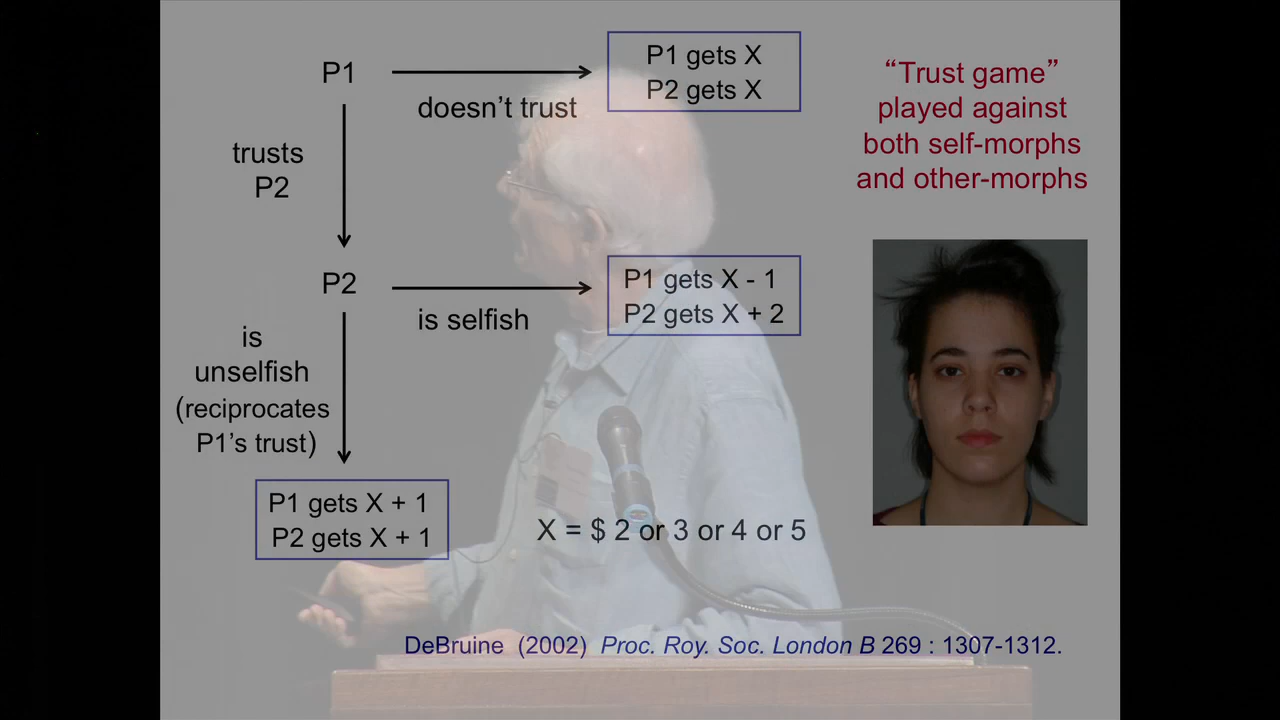 P1
doesn’t trust
P1 gets X
P2 gets X
“Trust game”
played against
both self-morphs
and other-morphs
trusts
P2
P2
is selfish
P1 gets X - 1
P2 gets X + 2
is
unselfish
(reciprocates
P1’s trust)
P1 gets X + 1
P2 gets X + 1
X = $ 2 or 3 or 4 or 5
DeBruine (2002) Proc. Roy. Soc. London B 269 : 1307-1312.